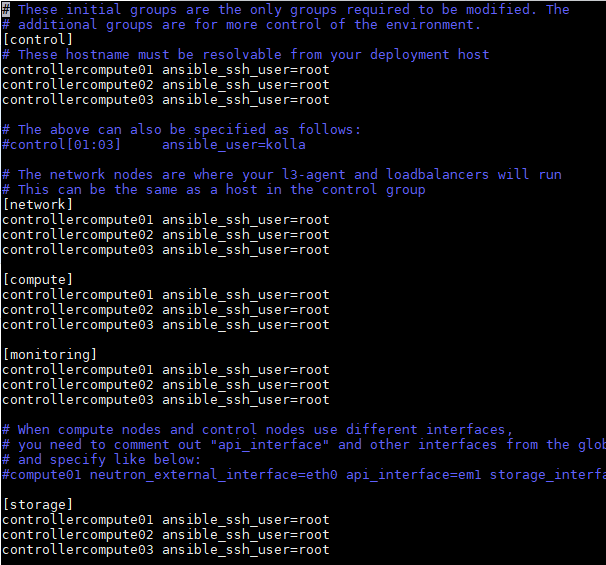 # These initial groups are the only groups required to be modified. The
# additional groups are for more control of the environment.
[control]
# These hostname must be resolvable from your deployment host
controllercompute01 ansible_ssh_user=root
controllercompute02 ansible_ssh_user=root
controllercompute03 ansible_ssh_user=root
# The above can also be specified as follows:
#control[01:03]     ansible_user=kolla
# The network nodes are where your l3-agent and loadbalancers will run
# This can be the same as a host in the control group
[network]
controllercompute01 ansible_ssh_user=root
controllercompute02 ansible_ssh_user=root
controllercompute03 ansible_ssh_user=root
[compute]
controllercompute01 ansible_ssh_user=root
controllercompute02 ansible_ssh_user=root
controllercompute03 ansible_ssh_user=root
[monitoring]
controllercompute01 ansible_ssh_user=root
controllercompute02 ansible_ssh_user=root
controllercompute03 ansible_ssh_user=root
# When compute nodes and control nodes use different interfaces,
# you need to comment out "api_interface" and other interfaces from the glob
# and specify like below:
#compute01 neutron_external_interface=eth0 api_interface=em1 storage_interfa
[storage]
controllercompute01 ansible_ssh_user=root
controllercompute02 ansible_ssh_user=root
controllercompute03 ansible_ssh_user=root